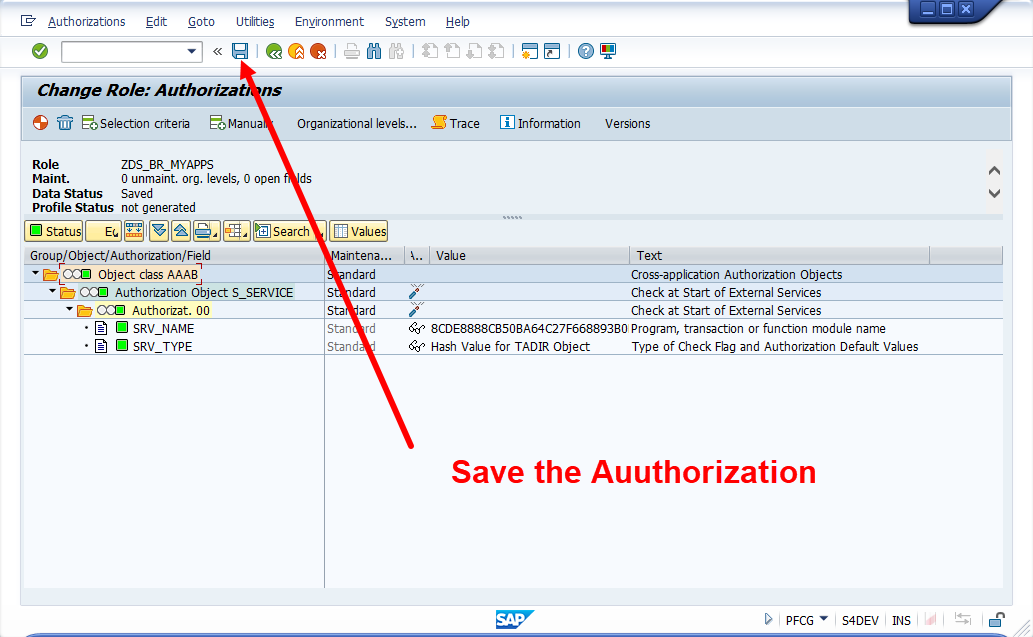 Authorizations Edit Goto Utilities Environment System Help
Change Role: Authorizations
Selection criteria Manually Organizational levels... Trace Information Versions
Role ZDS_BR_MYAPPS
Maint. 0 unmaint. org. levels, 0 open fields
Data Status Saved
Profile Status not generated
Status Search Values
Group/Object/Authorization/Field Maintena... \.. Value Text
Object class AAAB Standard Cross-application Authorization Objects
Authorization Object S_SERVICE Standard Check at Start of External Services
Authorizat. 00 Standard Check at Start of External Services
SRV_NAME Standard 8CDE8888CB50BA64C27F668893B0 Program, transaction or function module name
SRV_TYPE Standard Hash Value for TADIR Object Type of Check Flag and Authorization Default Values
Save the Auuthorization
SAP PFCG S4DEV INS